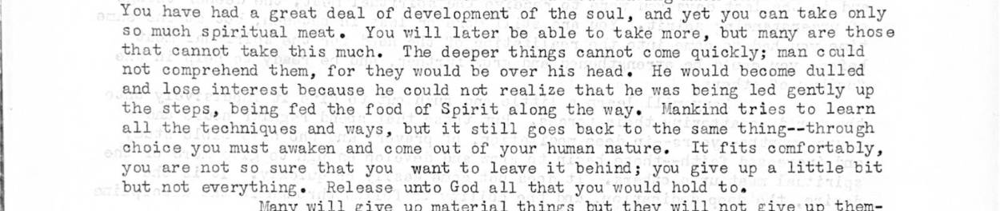 You have had a great deal of development of the soul, and yet you can take only
so much spiritual meat. You will later be able to take more, but many are those
that cannot take this much. The deeper things cannot come quickly; man could
not comprehend them, for they would be over his head. He would become dulled
and lose interest because he could not realize that he was being led gently up
the steps, being fed the food of Spirit along the way. Mankind tries to learn
all the techniques and ways, but it still goes back to the same thing--through
choice you must awaken and come out of your human nature. It fits comfortably,
you are not so sure that you want to leave it behind; you give up a little bit
but not everything. Release unto God all that you would hold to.
Many will give up material things but they will not give up them-